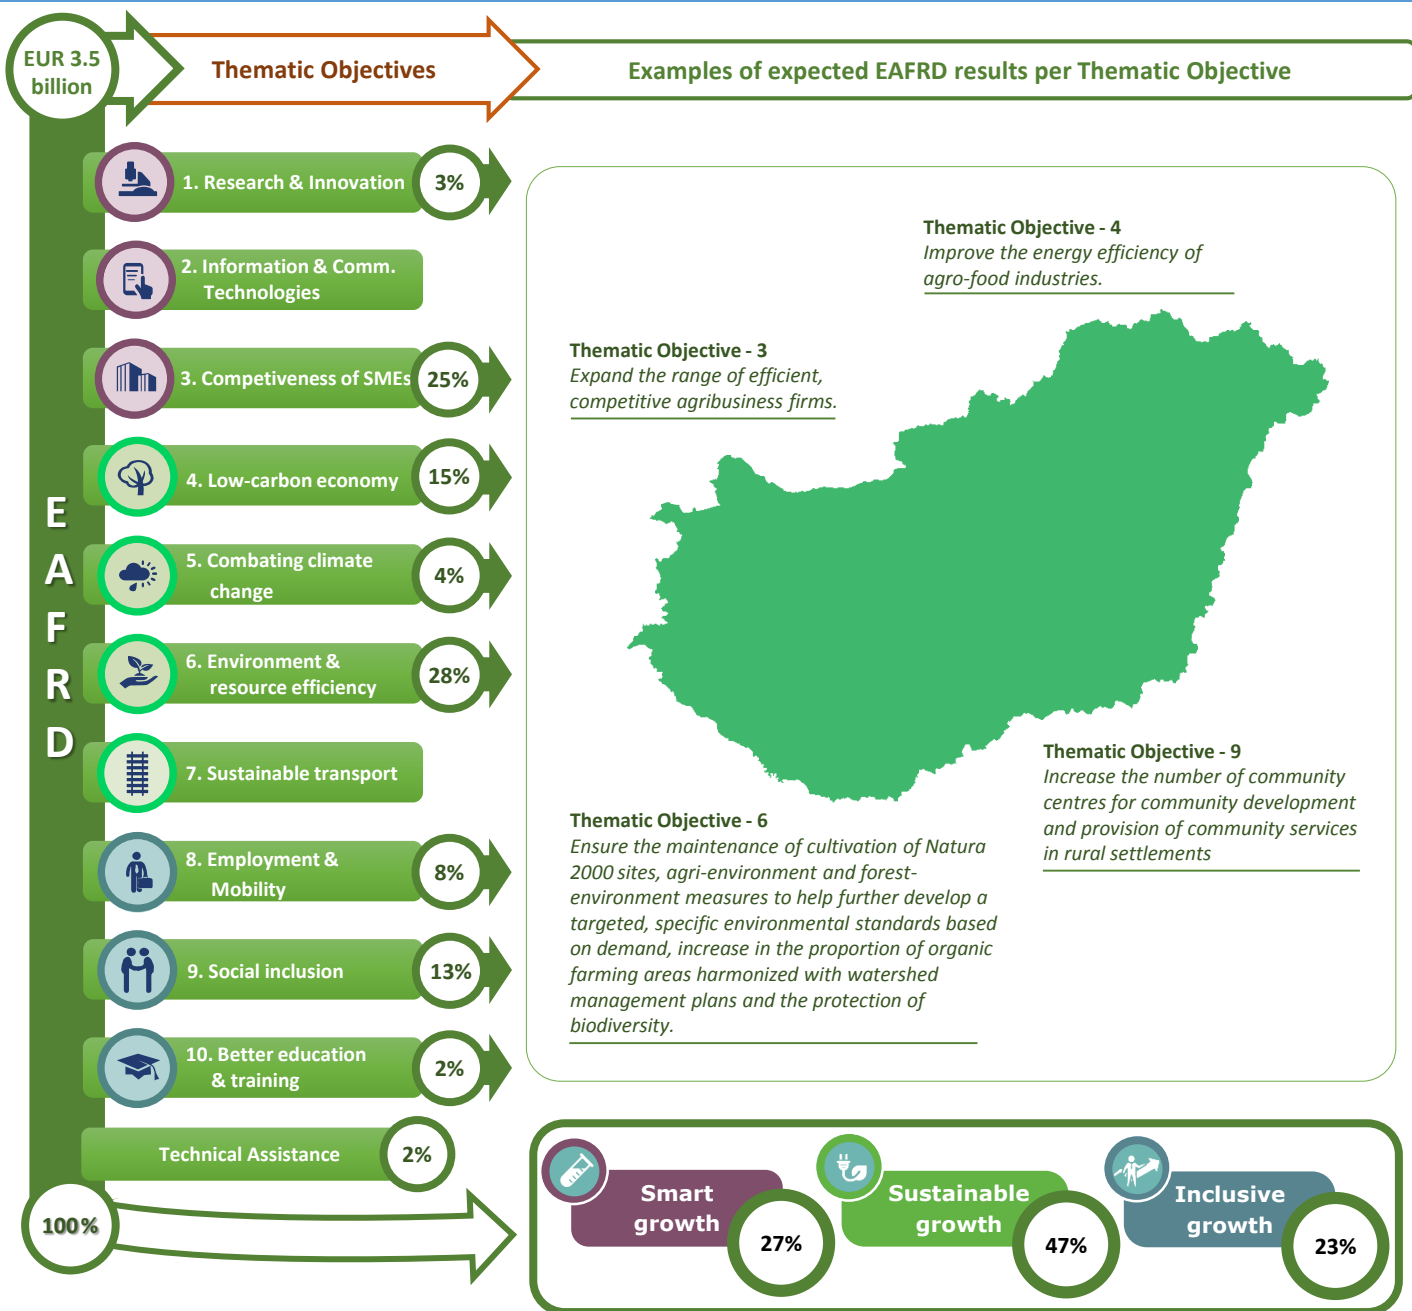 EUR 3.5
billion
Thematic Objectives
Examples of expected EAFRD results per Thematic Objective
E
A
F
R
D
1. Research & Innovation
3%
2. Information & Comm.
Technologies
3. Competiveness of SMEs
25%
4. Low-carbon economy
15%
5. Combating climate
change
4%
6. Environment &
resource efficiency
28%
7. Sustainable transport
8. Employment &
Mobility
8%
9. Social inclusion
13%
10. Better education
& training
2%
Technical Assistance
2%
100%
Thematic Objective - 4
Improve the energy efficiency of
agro-food industries.
Thematic Objective - 3
Expand the range of efficient,
competitive agribusiness firms.
Thematic Objective - 9
Increase the number of community
centres for community development
and provision of community services
in rural settlements
Thematic Objective - 6
Ensure the maintenance of cultivation of Natura
2000 sites, agri-environment and forest-
environment measures to help further develop a
targeted, specific environmental standards based
on demand, increase in the proportion of organic
farming areas harmonized with watershed
management plans and the protection of
biodiversity.
Smart
growth
27%
Sustainable
growth
47%
Inclusive
growth
23%